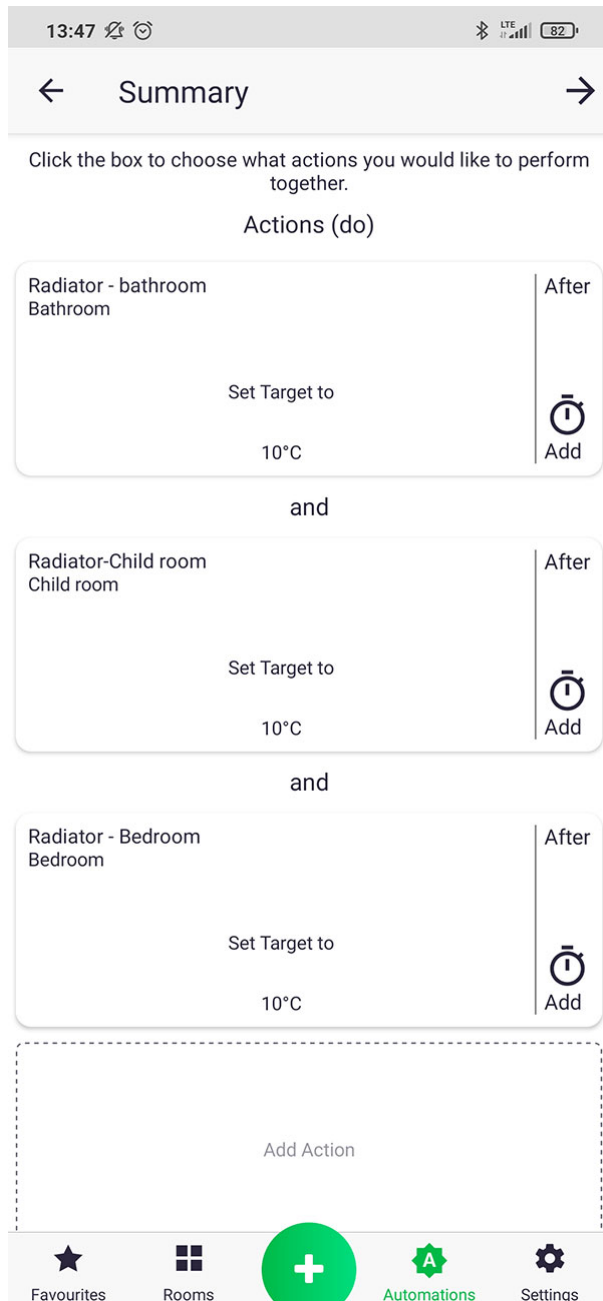 13:47 LTE 82
Summary
Click the box to choose what actions you would like to perform
together.
Actions (do)
Radiator - bathroom
Bathroom
After
Set Target to
10°C
Add
and
Radiator-Child room
Child room
After
Set Target to
10°C
Add
and
Radiator - Bedroom
Bedroom
After
Set Target to
10°C
Add
Add Action
A
Favourites Rooms Automations Settings